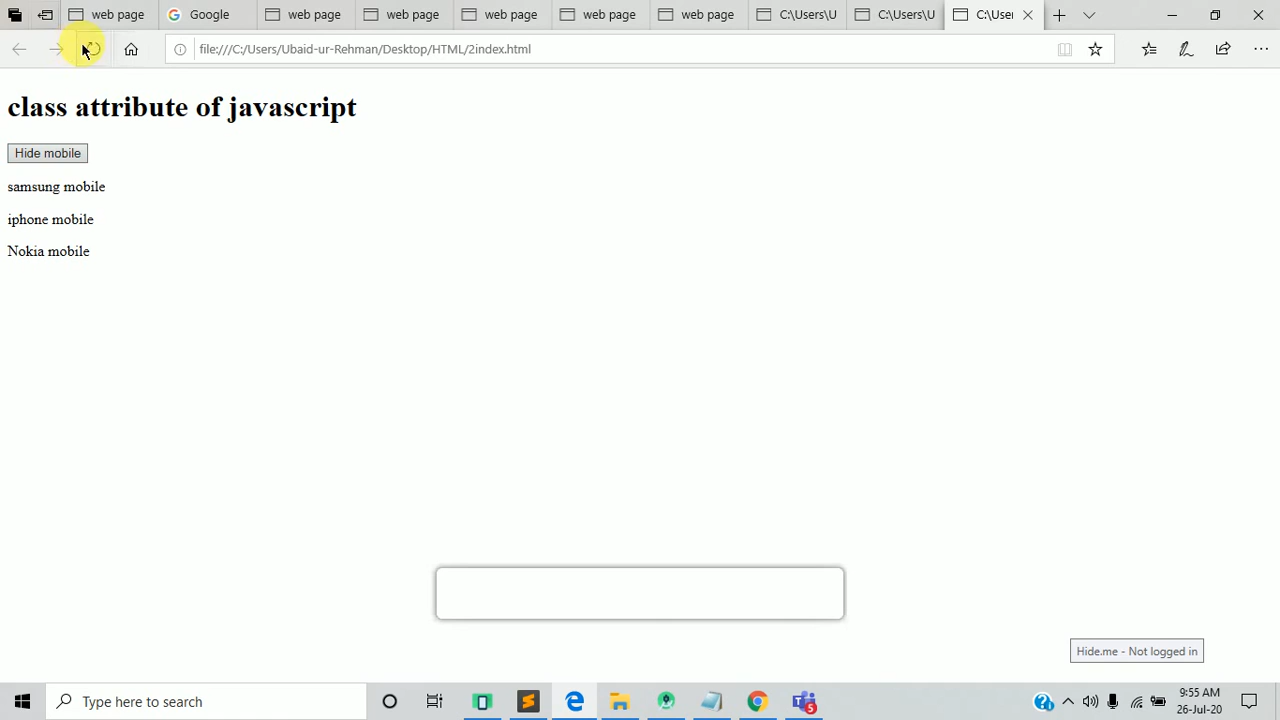 web page
Google
web page
web page
web page
web page
web page
C:\Users\U
C:\Users\U
C:\User
file:///C:/Users/Ubaid-ur-Rehman/Desktop/HTML/2index.html
class attribute of javascript
Hide mobile
samsung mobile
iphone mobile
Nokia mobile
Hide.me - Not logged in
Type here to search
5
9:55 AM
26-Jul-20